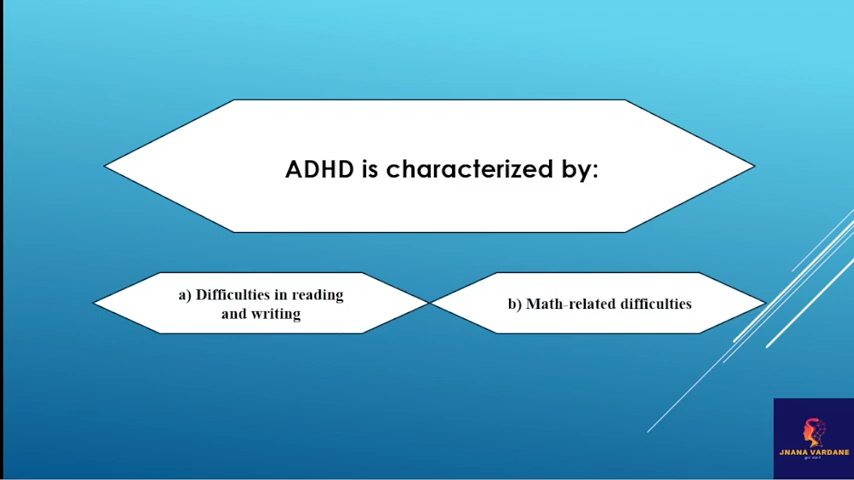 ADHD is characterized by:
a) Difficulties in reading
and writing
b) Math-related difficulties
JNANA VARDANE